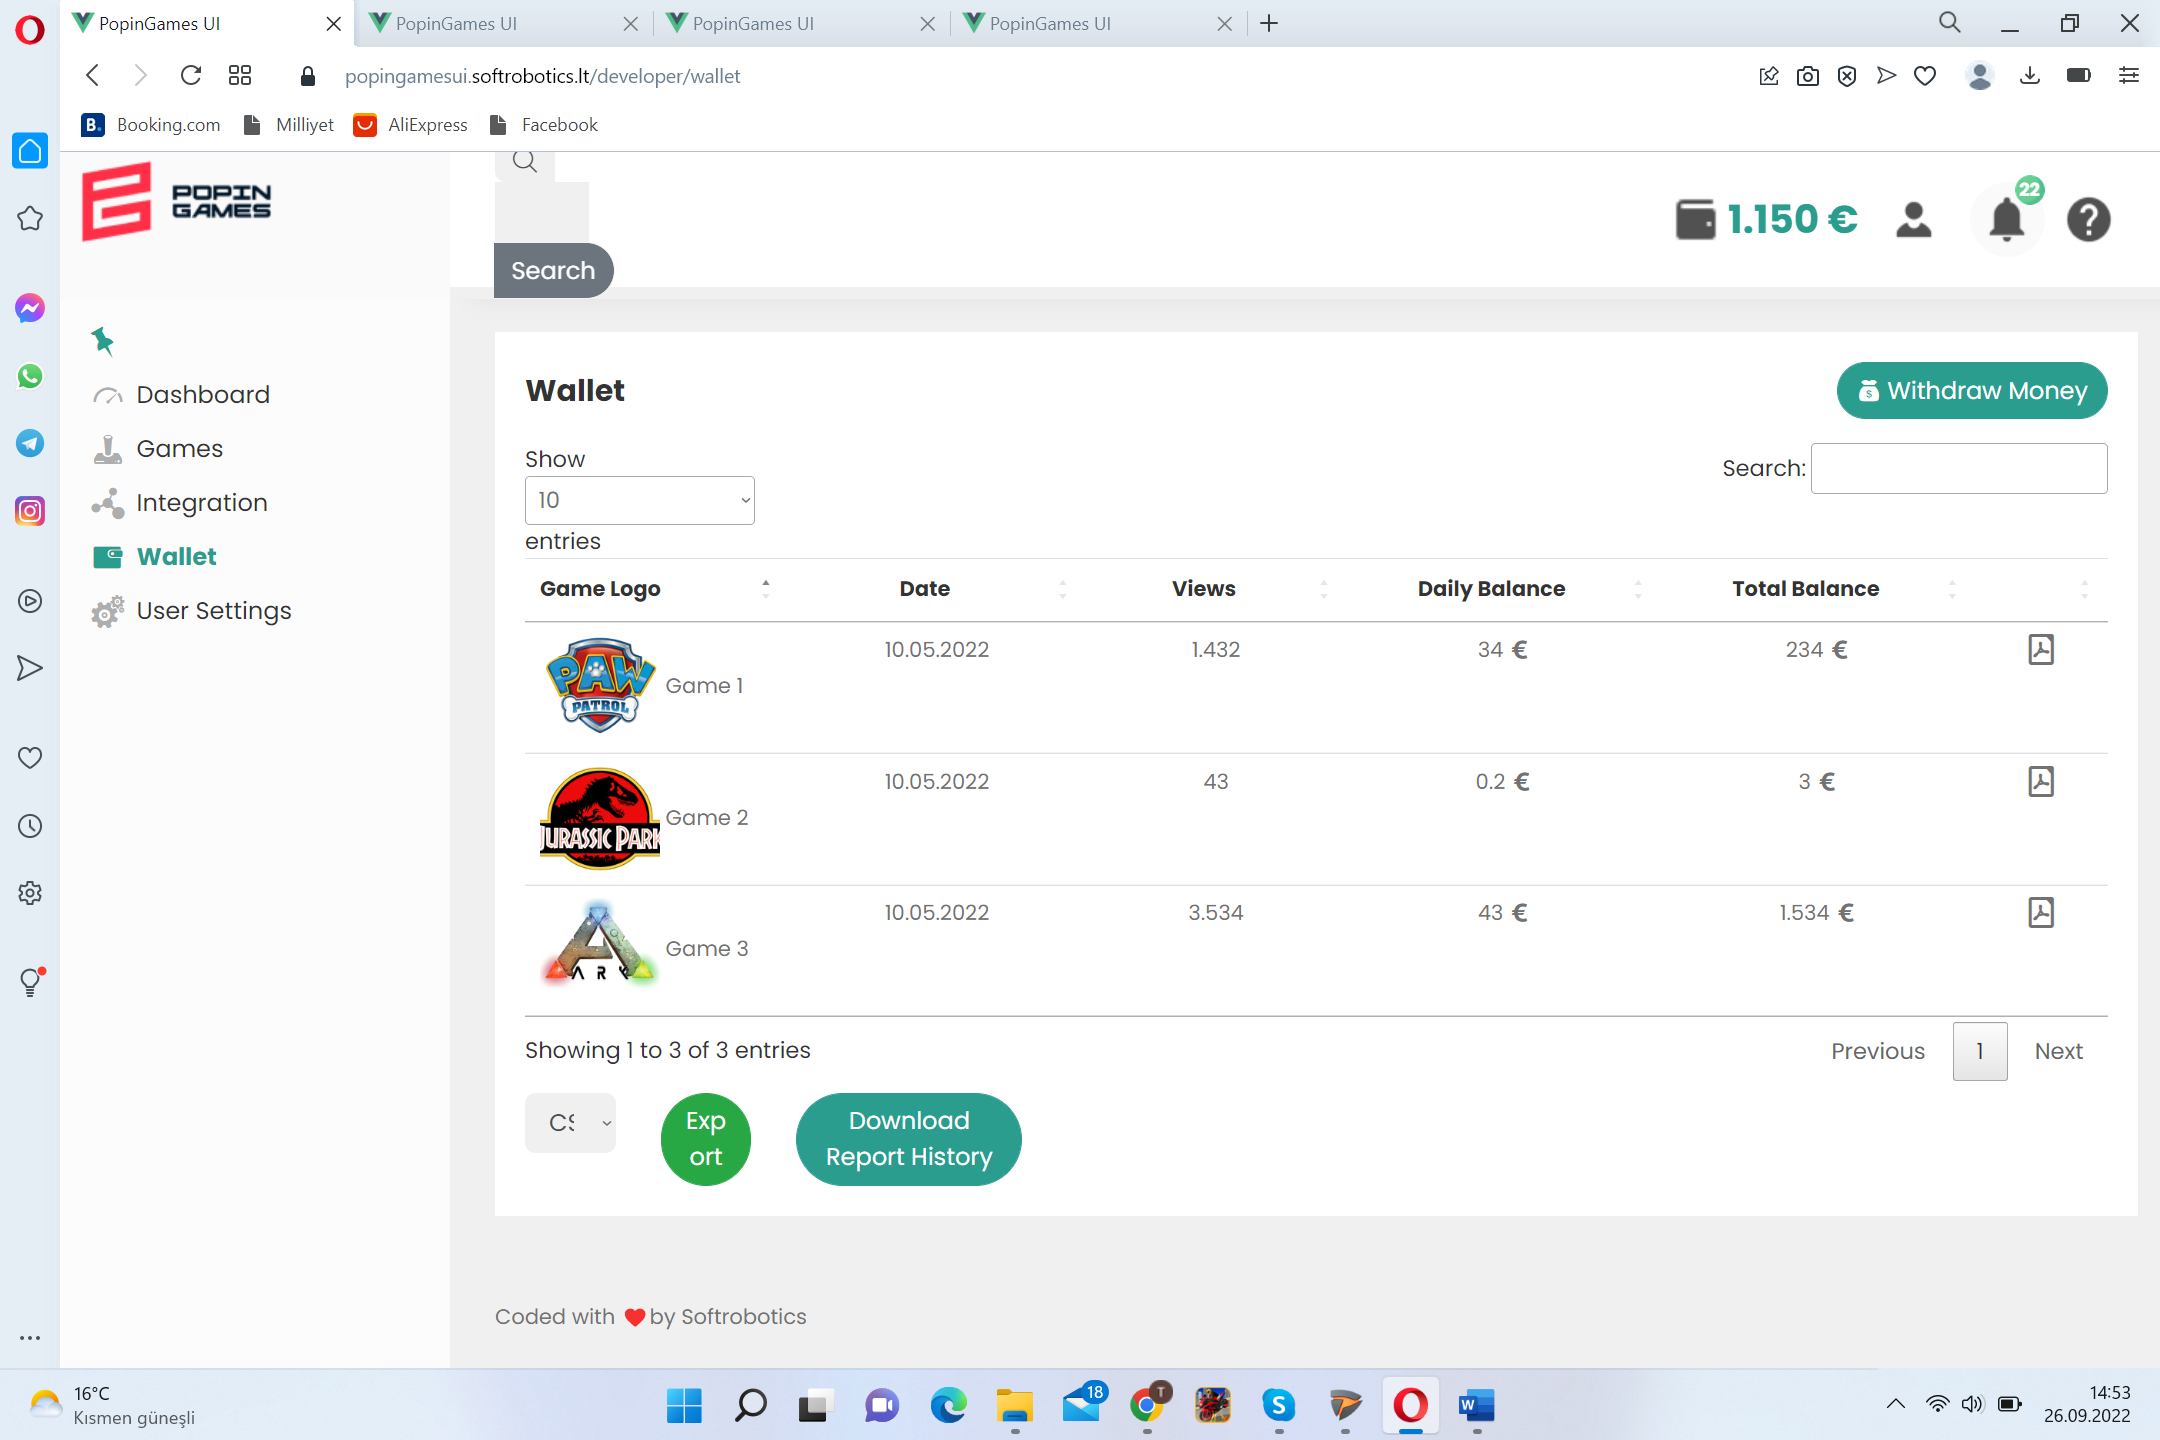 PopinGames UI
PopinGames UI
PopinGames UI
PopinGames UI
popingamesui.softrobotics.lt/developer/wallet
Booking.com
Milliyet
AliExpress
Facebook
POPIN
GAMES
1.150 €
22
Search
Dashboard
Games
Integration
Wallet
User Settings
Wallet
Withdraw Money
Show
10
entries
Search:
Game Logo Date Views Daily Balance Total Balance
PAW PATROL Game 1 10.05.2022 1.432 34 € 234 €
JURASSIC PARK Game 2 10.05.2022 43 0.2 € 3 €
ARK Game 3 10.05.2022 3.534 43 € 1.534 €
Showing 1 to 3 of 3 entries
Previous 1 Next
CS
Exp
ort
Download
Report History
Coded with by Softrobotics
16°C
Kısmen güneşli
18
T
14:53
26.09.2022